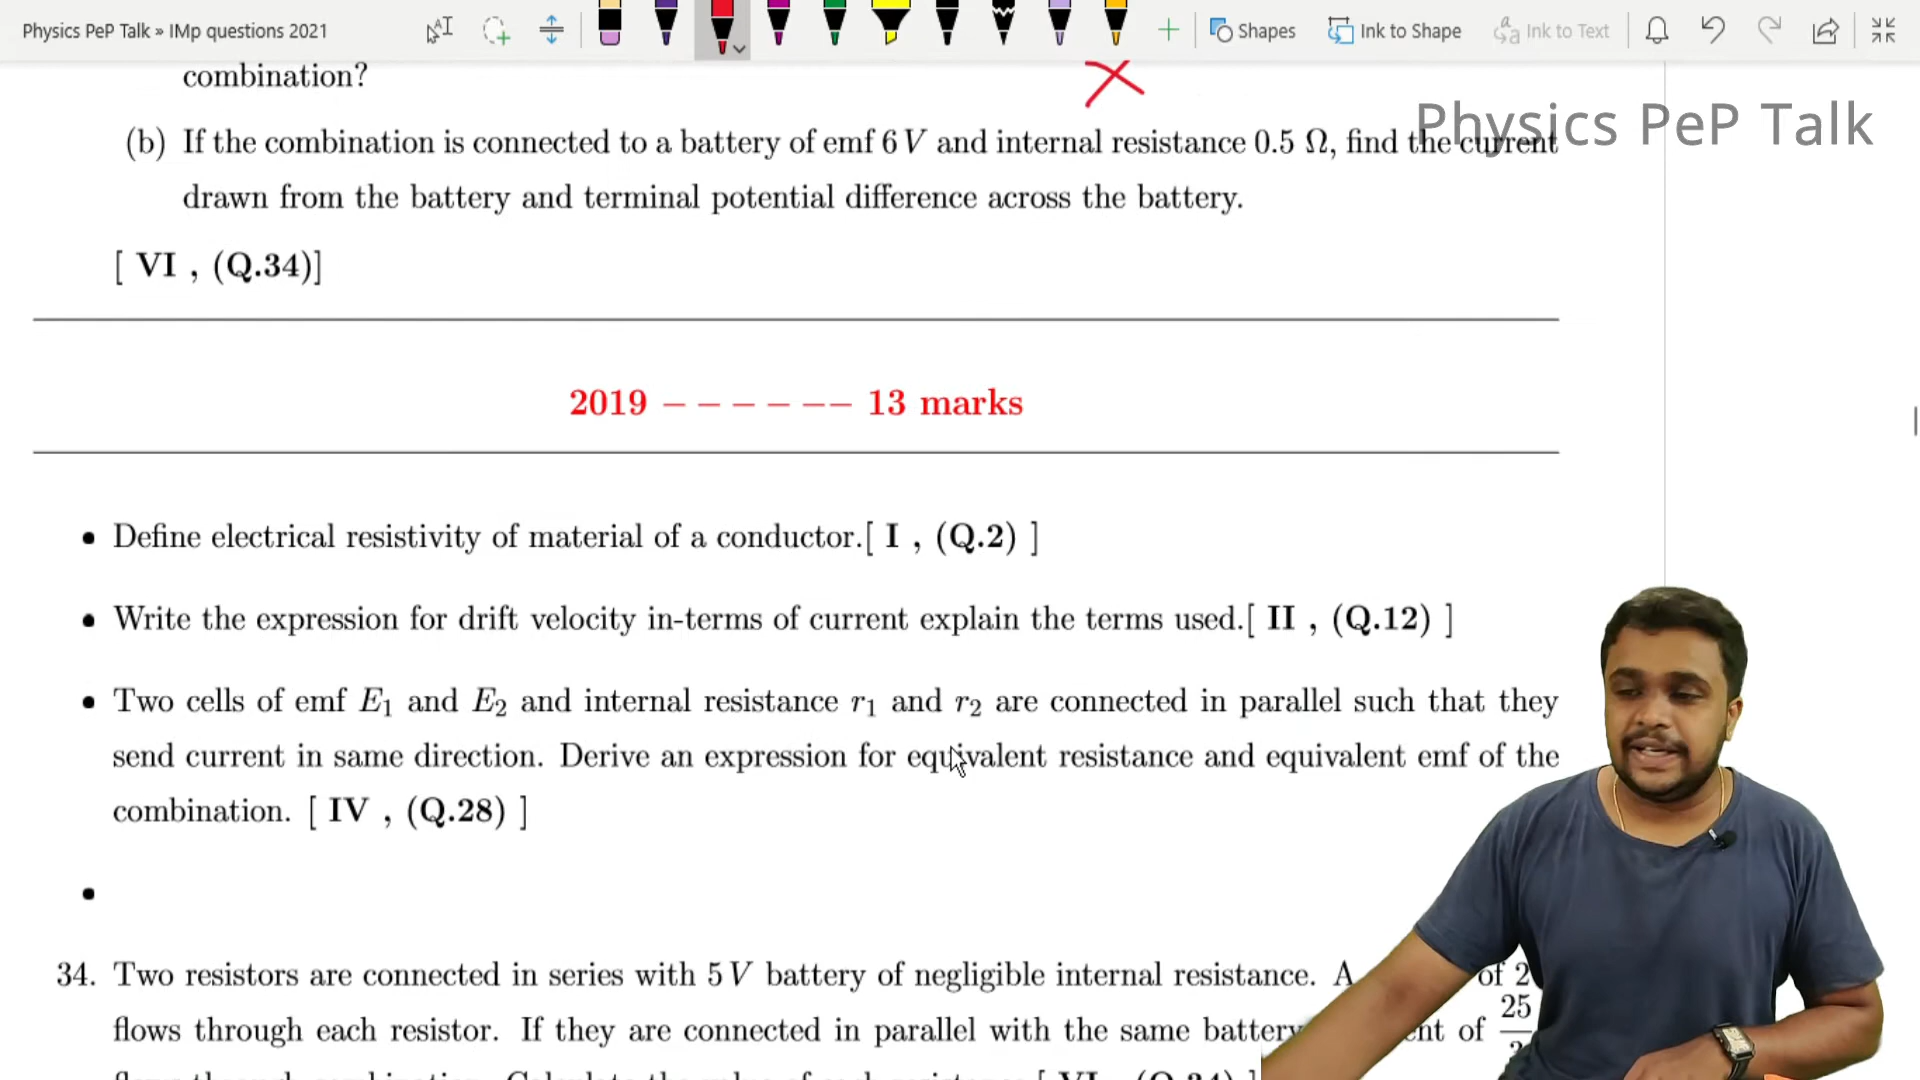 Physics PeP Talk » IMp questions 2021
Shapes
Ink to Shape
Ink to Text
combination?
Physics PeP Talk
(b) If the combination is connected to a battery of emf 6 V and internal resistance 0.5 Ω, find the current
drawn from the battery and terminal potential difference across the battery.
[ VI , (Q.34)]
2019 − − − − − −− 13 marks
• Define electrical resistivity of material of a conductor.[ I , (Q.2) ]
• Write the expression for drift velocity in-terms of current explain the terms used.[ II , (Q.12) ]
• Two cells of emf E₁ and E₂ and internal resistance r₁ and r₂ are connected in parallel such that they
send current in same direction. Derive an expression for equivalent resistance and equivalent emf of the
combination. [ IV , (Q.28) ]
•
34. Two resistors are connected in series with 5 V battery of negligible internal resistance. A of 2
flows through each resistor. If they are connected in parallel with the same battery of 25